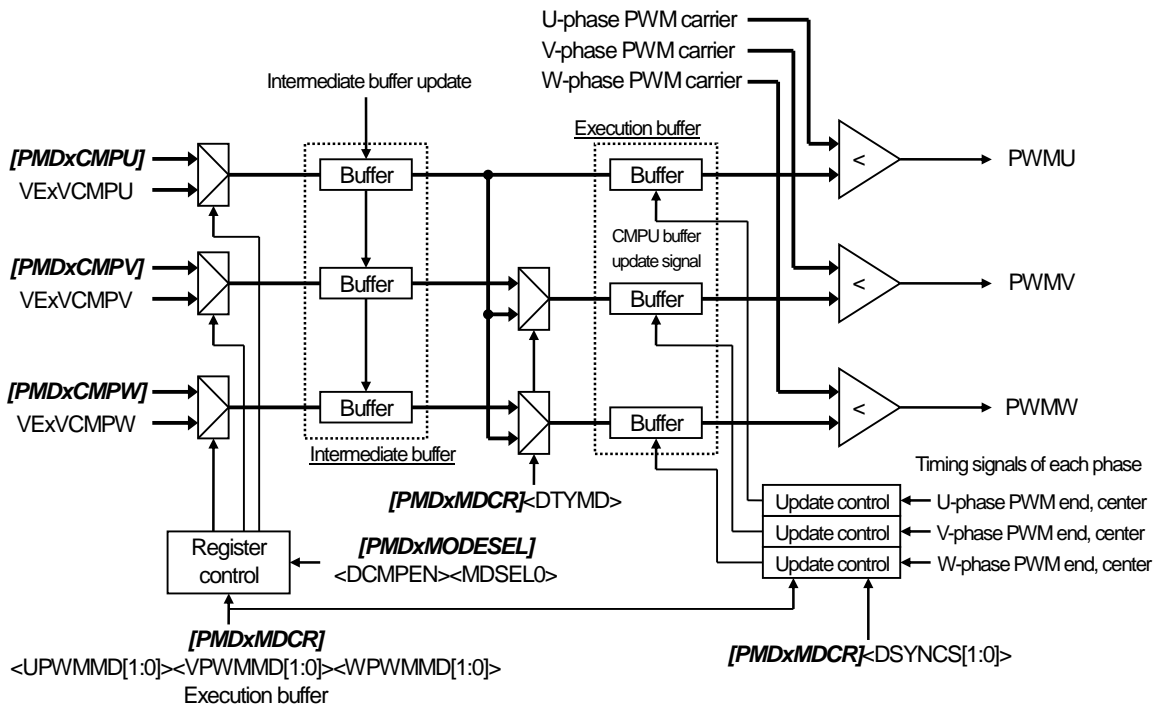 U-phase PWM carrier
V-phase PWM carrier
W-phase PWM carrier
Intermediate buffer update
Execution buffer
[PMDxCMPU]
VExVCMPU
Buffer
Buffer
<
PWMU
CMPU buffer
update signal
[PMDxCMPV]
VExVCMPV
Buffer
Buffer
<
PWMV
[PMDxCMPW]
VExVCMPW
Buffer
Buffer
<
PWMW
Intermediate buffer
[PMDxMDCR]<DTYMD>
Timing signals of each phase
Update control
U-phase PWM end, center
Update control
V-phase PWM end, center
Update control
W-phase PWM end, center
Register
control
[PMDxMODESEL]
<DCMPEN><MDSEL0>
[PMDxMDCR]
<UPWMMD[1:0]><VPWMMD[1:0]><WPWMMD[1:0]>
Execution buffer
[PMDxMDCR]<DSYNCS[1:0]>